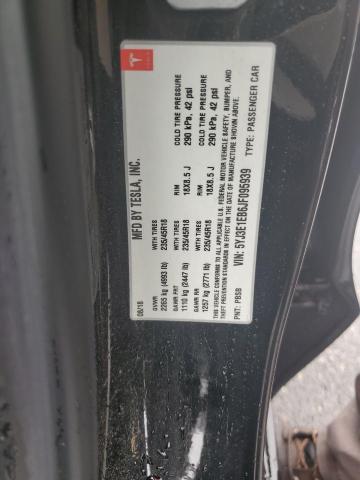 TESLA
MFD BY TESLA, INC.
08/18
GVWR
2265 kg (4993 lb)
GAWR FRT WITH TIRES RIM COLD TIRE PRESSURE
1110 kg (2447 lb) 235/45R18 18X8.5 J 290 kPa, 42 psi
GAWR RR WITH TIRES RIM COLD TIRE PRESSURE
1257 kg (2771 lb) 235/45R18 18X8.5 J 290 kPa, 42 psi
THIS VEHICLE CONFORMS TO ALL APPLICABLE U.S. FEDERAL MOTOR VEHICLE SAFETY, BUMPER, AND
THEFT PREVENTION STANDARDS IN EFFECT ON THE DATE OF MANUFACTURE SHOWN ABOVE.
VIN: 5YJ3E1EB6JF095939
PNT: PBSB TYPE: PASSENGER CAR